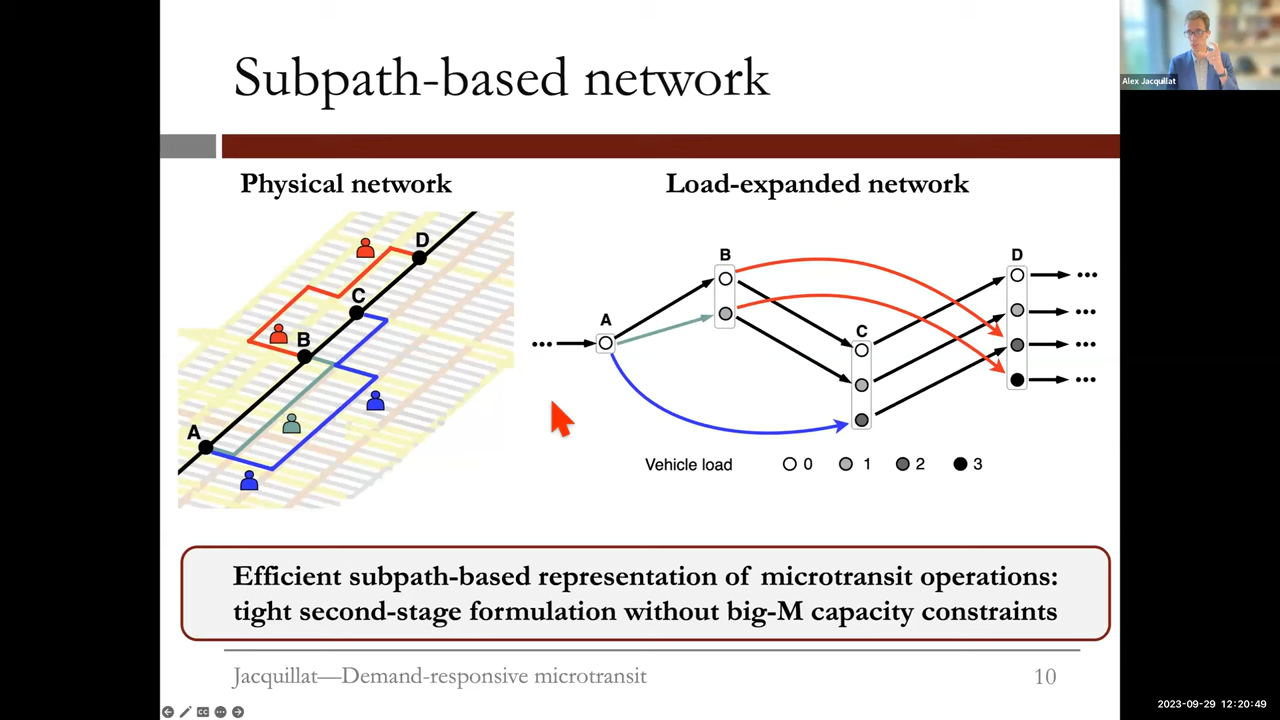 Subpath-based network
Alex Jacquillat
Physical network
Load-expanded network
A
B
C
D
A
B
C
D
•••
•••
•••
•••
•••
Vehicle load 0 1 2 3
Efficient subpath-based representation of microtransit operations:
tight second-stage formulation without big-M capacity constraints
Jacquillat—Demand-responsive microtransit
10
CC
2023-09-29 12:20:49